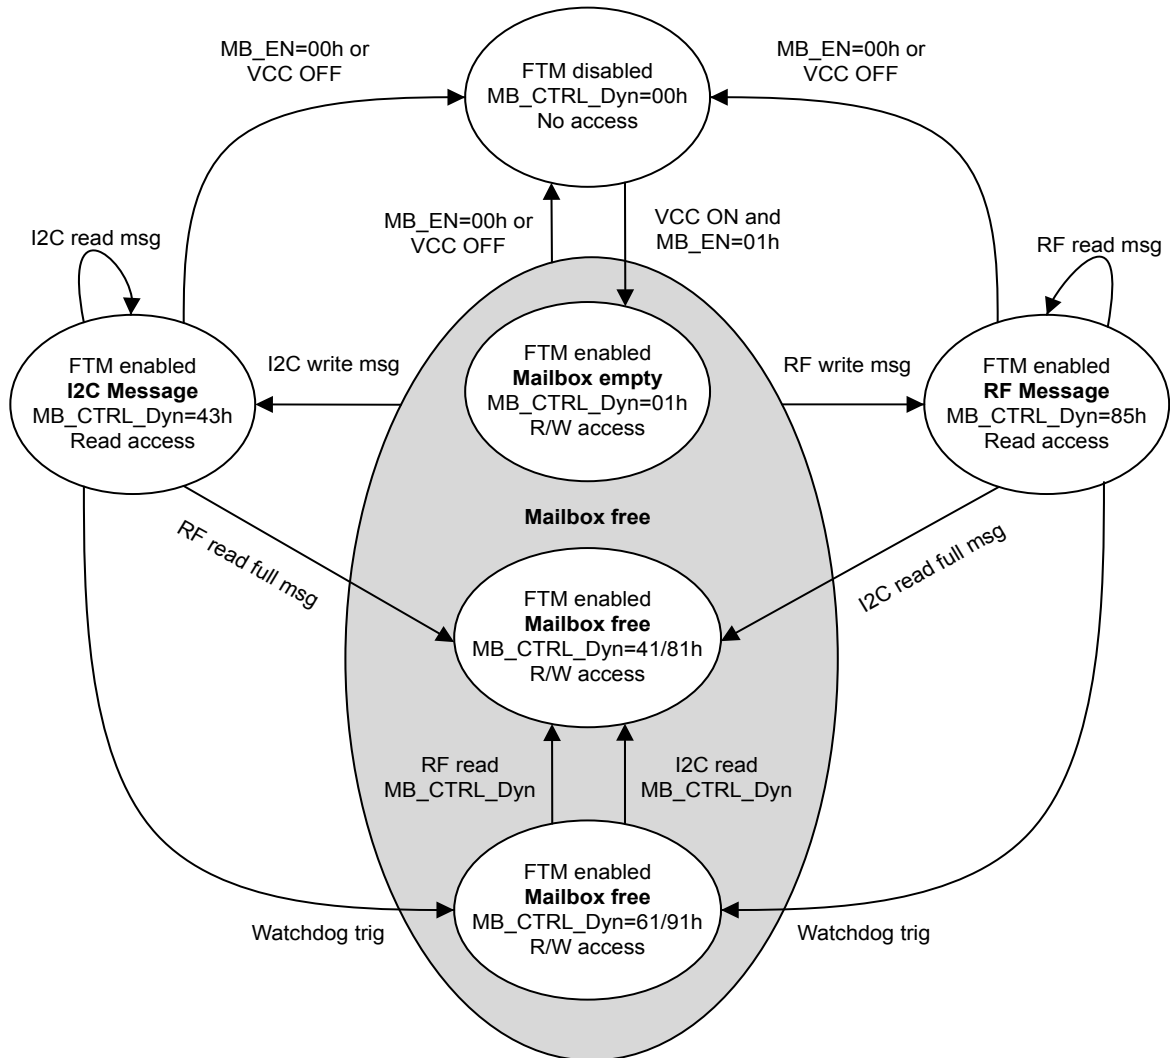 MB_EN=00h or
VCC OFF
FTM disabled
MB_CTRL_Dyn=00h
No access
MB_EN=00h or
VCC OFF
MB_EN=00h or
VCC OFF
VCC ON and
MB_EN=01h
I2C read msg
RF read msg
FTM enabled
I2C Message
MB_CTRL_Dyn=43h
Read access
I2C write msg
FTM enabled
Mailbox empty
MB_CTRL_Dyn=01h
R/W access
RF write msg
FTM enabled
RF Message
MB_CTRL_Dyn=85h
Read access
RF read full msg
Mailbox free
I2C read full msg
FTM enabled
Mailbox free
MB_CTRL_Dyn=41/81h
R/W access
RF read
MB_CTRL_Dyn
I2C read
MB_CTRL_Dyn
FTM enabled
Mailbox free
MB_CTRL_Dyn=61/91h
R/W access
Watchdog trig
Watchdog trig